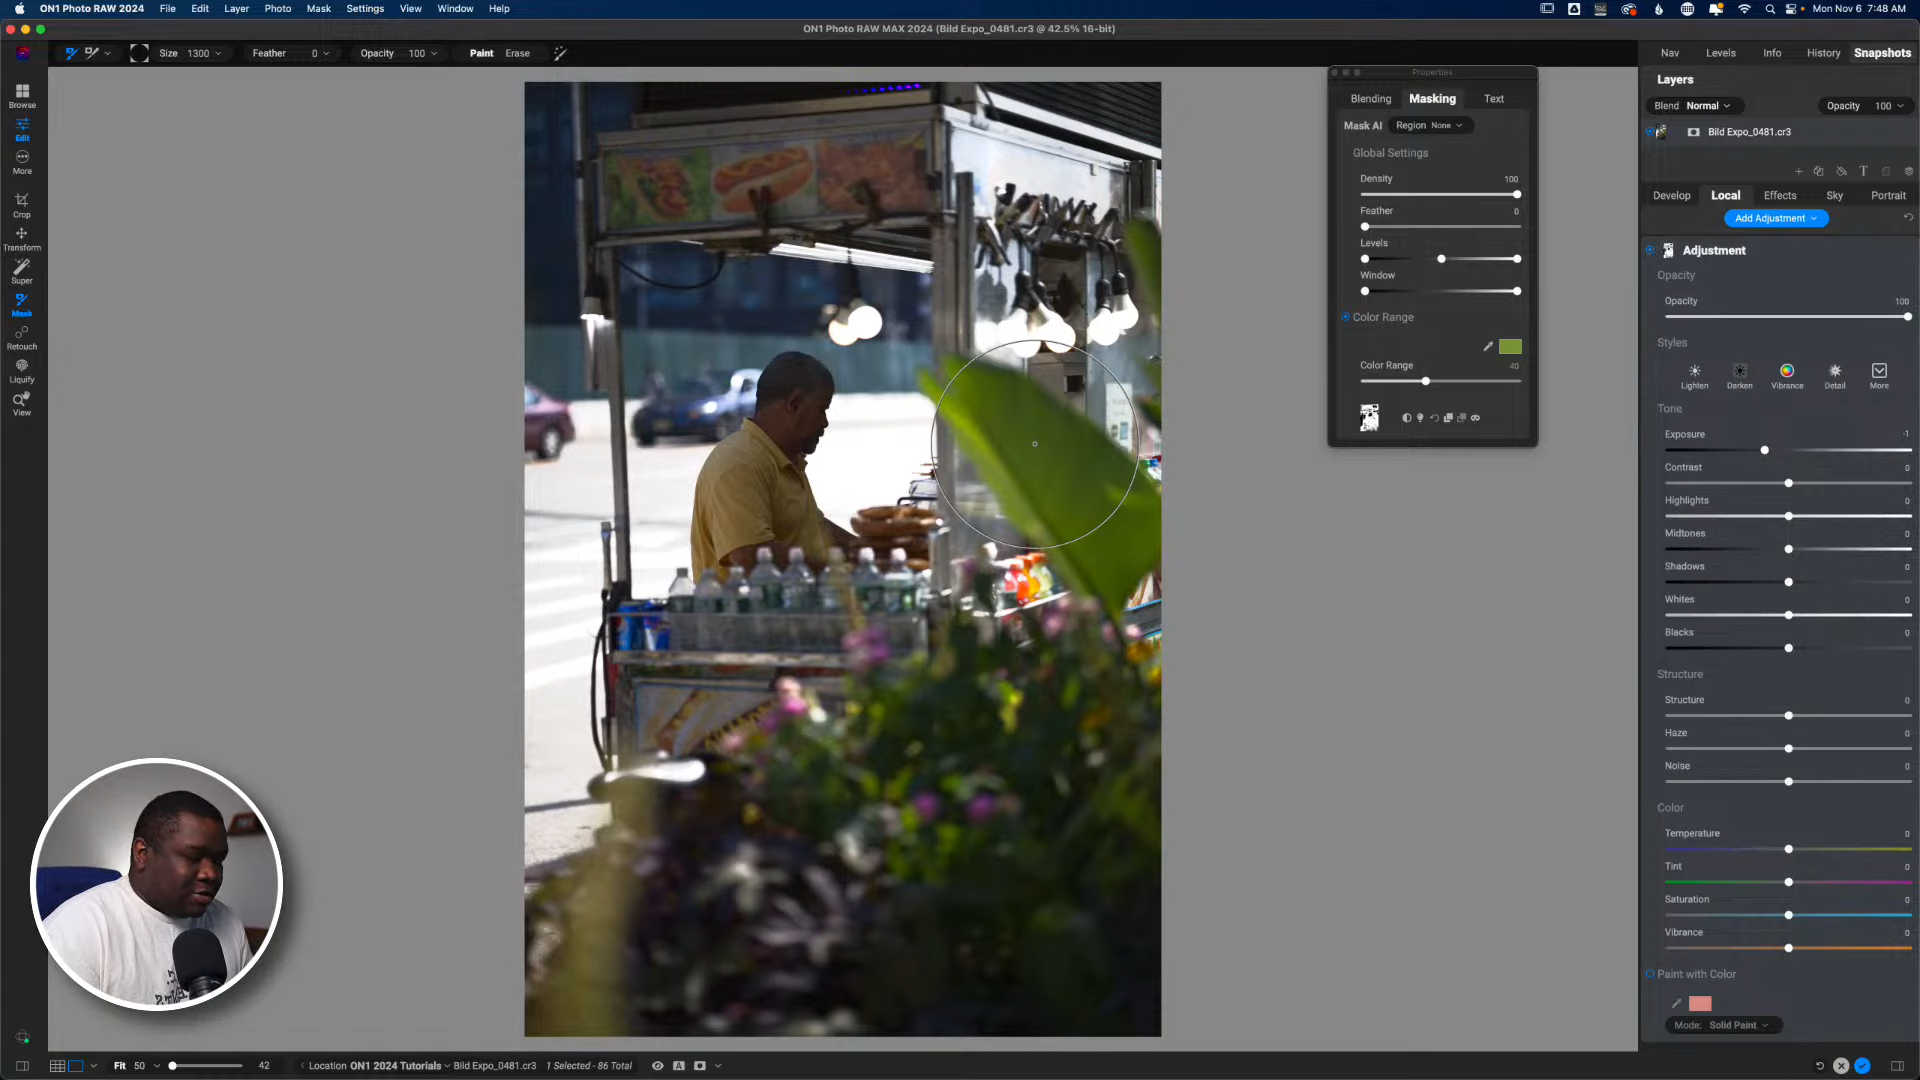 ON1 Photo RAW MAX 2024 File Edit Layer Photo Mask Settings View Window Help Mon Nov 6 7:48 AM
ON1 Photo RAW MAX 2024 (Bild Expo_0481.cr3 @ 42.5% 16-bit)
Size 1300 Feather 0 Opacity 100 Paint Erase
Nav Levels Info History Snapshots
Browse
Edit
More
Crop
Transform
Super
Mask
Retouch
Liquify
View
Properties
Blending Masking Text
Mask AI Region None
Global Settings
Density 100
Feather 0
Levels
Window
Color Range
Color Range 40
Layers
Blend Normal Opacity 100
Bild Expo_0481.cr3
Develop Local Effects Sky Portrait
Add Adjustment
Adjustment
Opacity
Opacity 100
Styles
Lighten Darken Vibrance Detail More
Tone
Exposure -1
Contrast 0
Highlights 0
Midtones 0
Shadows 0
Whites 0
Blacks 0
Structure
Structure 0
Haze 0
Noise 0
Color
Temperature 0
Tint 0
Saturation 0
Vibrance 0
Paint with Color
Mode: Solid Paint
Fit 50 42 Location ON1 2024 Tutorials Bild Expo_0481.cr3 1 Selected - 86 Total